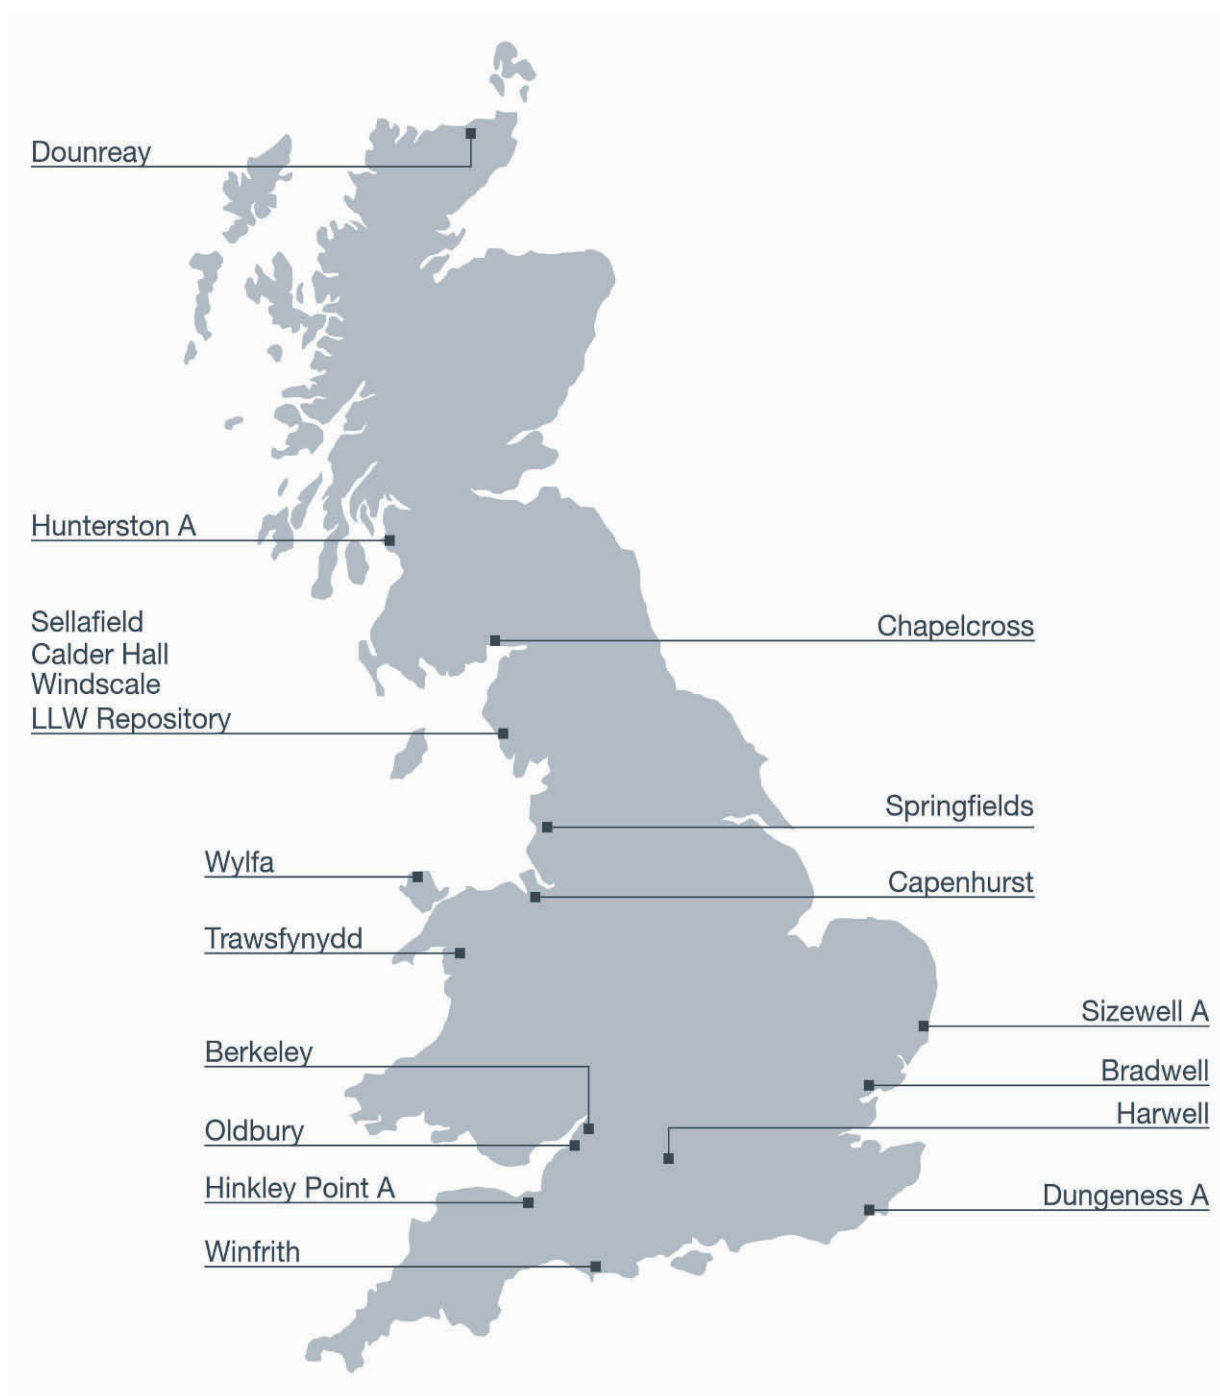 Dounreay
Hunterston A
Sellafield
Calder Hall
Windscale
LLW Repository
Chapelcross
Springfields
Wylfa
Capenhurst
Trawsfynydd
Sizewell A
Berkeley
Bradwell
Harwell
Oldbury
Hinkley Point A
Dungeness A
Winfrith